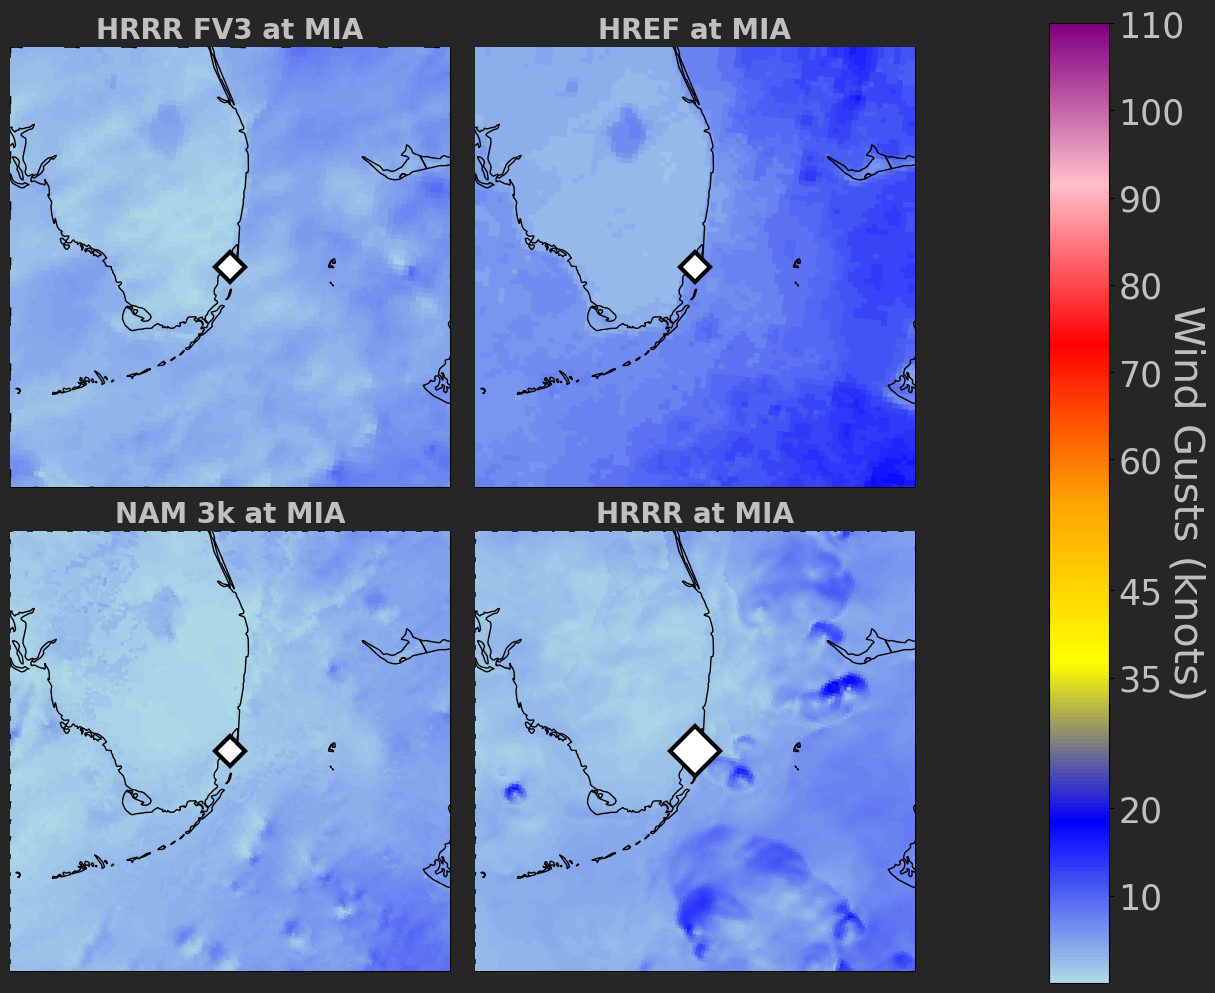 HRRR FV3 at MIA
HREF at MIA
NAM 3k at MIA
HRRR at MIA
110
100
90
80
70
60
45
35
20
10
Wind Gusts (knots)